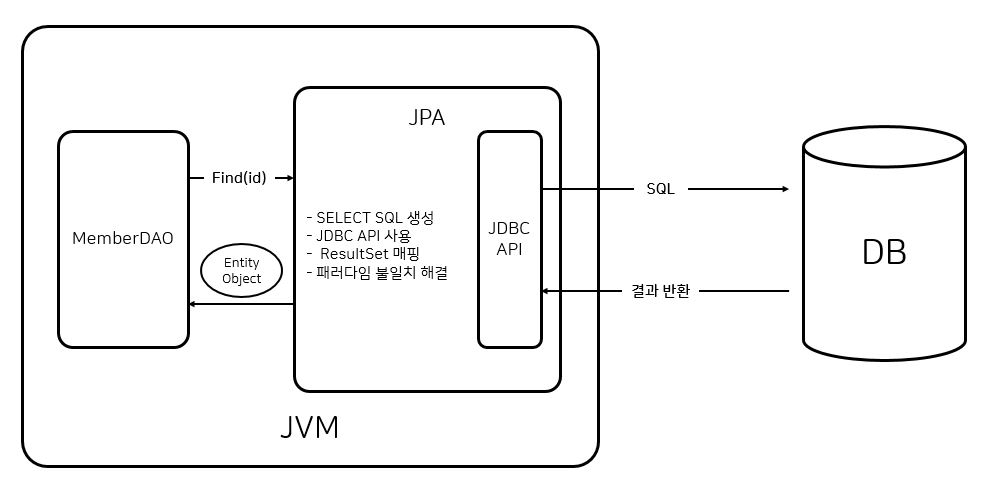 JPA
MemberDAO
Find(id)
Entity
Object
- SELECT SQL 생성
- JDBC API 사용
- ResultSet 매핑
- 패러다임 불일치 해결
JDBC
API
SQL
결과 반환
DB
JVM